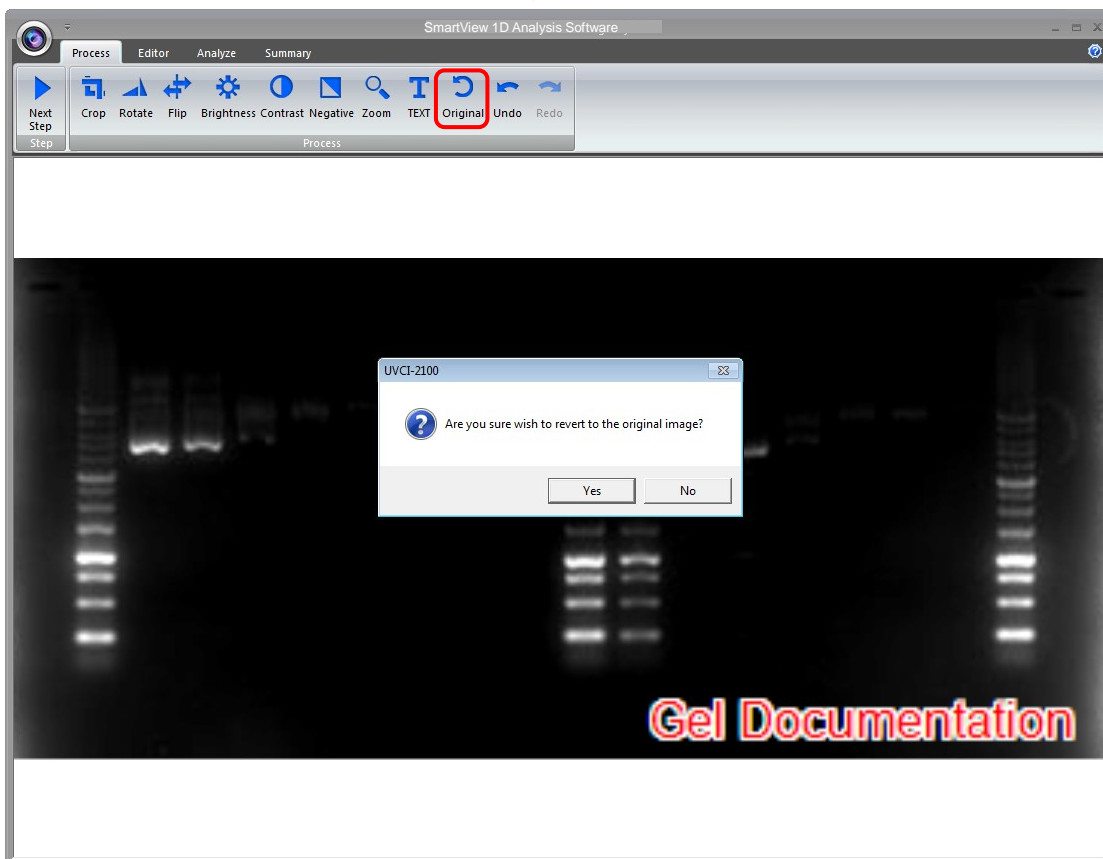 SmartView 1D Analysis Software
Process Editor Analyze Summary
Next Step
Crop Rotate Flip Brightness Contrast Negative Zoom TEXT Original Undo Redo
Step Process
UVCI-2100
Are you sure wish to revert to the original image?
Yes No
Gel Documentation